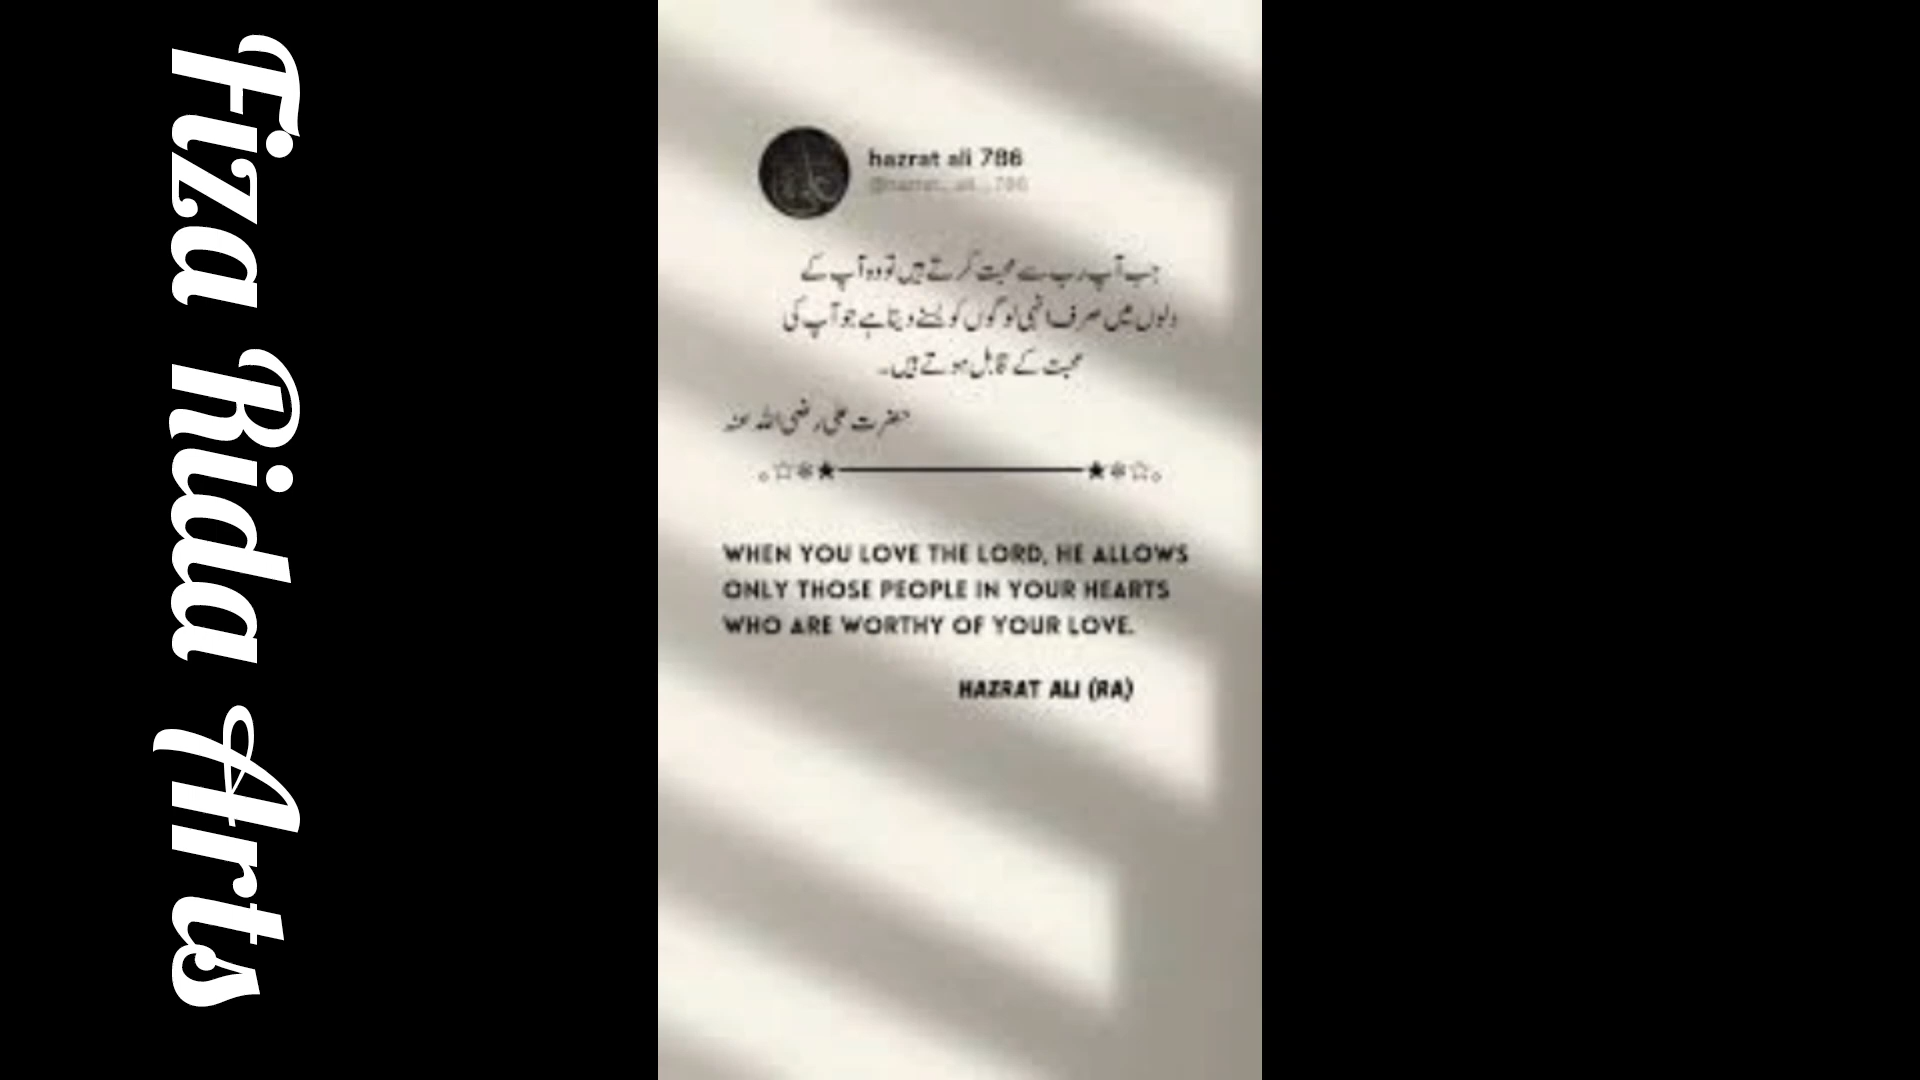 Fiza Rida Arts
hazrat ali 786
@hazrat_ali_786
جب آپ رب سے محبت کرتے ہیں تو وہ آپ کے
دلوں میں صرف انہی لوگوں کو بسنے دیتا ہے جو آپ کی
محبت کے قابل ہوتے ہیں۔
حضرت علی رضی اللہ عنہ
WHEN YOU LOVE THE LORD, HE ALLOWS
ONLY THOSE PEOPLE IN YOUR HEARTS
WHO ARE WORTHY OF YOUR LOVE.
HAZRAT ALI (RA)